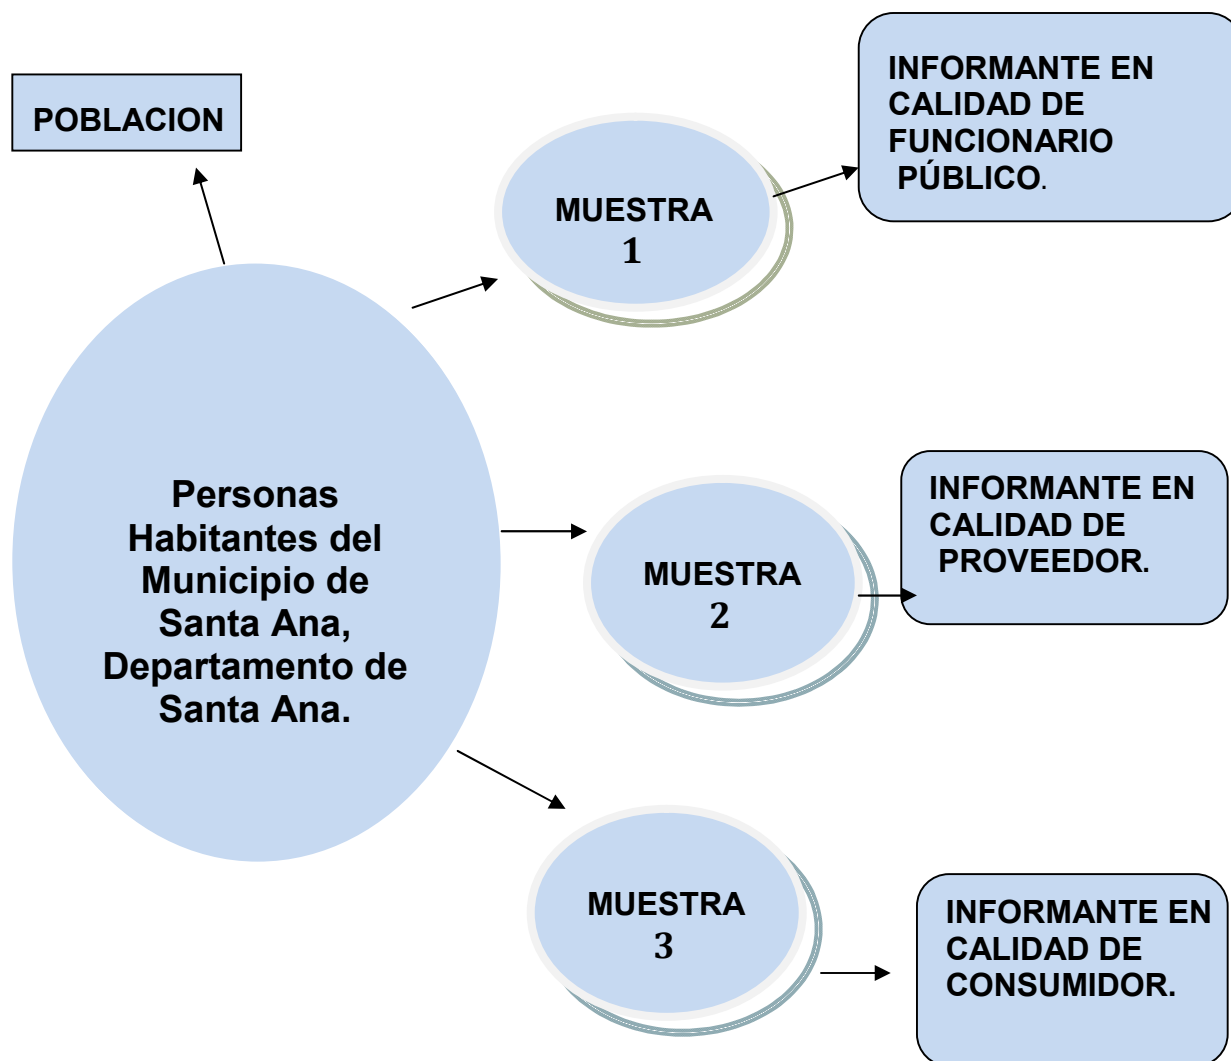 POBLACION
Personas
Habitantes del
Municipio de
Santa Ana,
Departamento de
Santa Ana.
MUESTRA
1
INFORMANTE EN
CALIDAD DE
FUNCIONARIO
PÚBLICO.
MUESTRA
2
INFORMANTE EN
CALIDAD DE
PROVEEDOR.
MUESTRA
3
INFORMANTE EN
CALIDAD DE
CONSUMIDOR.